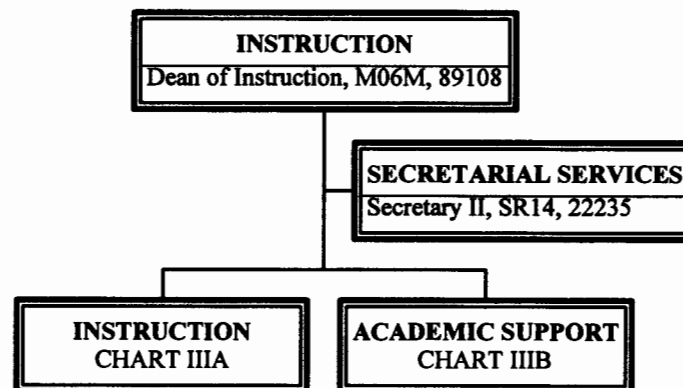 INSTRUCTION
Dean of Instruction, M06M, 89108
SECRETARIAL SERVICES
Secretary II, SR14, 22235
INSTRUCTION
CHART IIIA
ACADEMIC SUPPORT
CHART IIIB